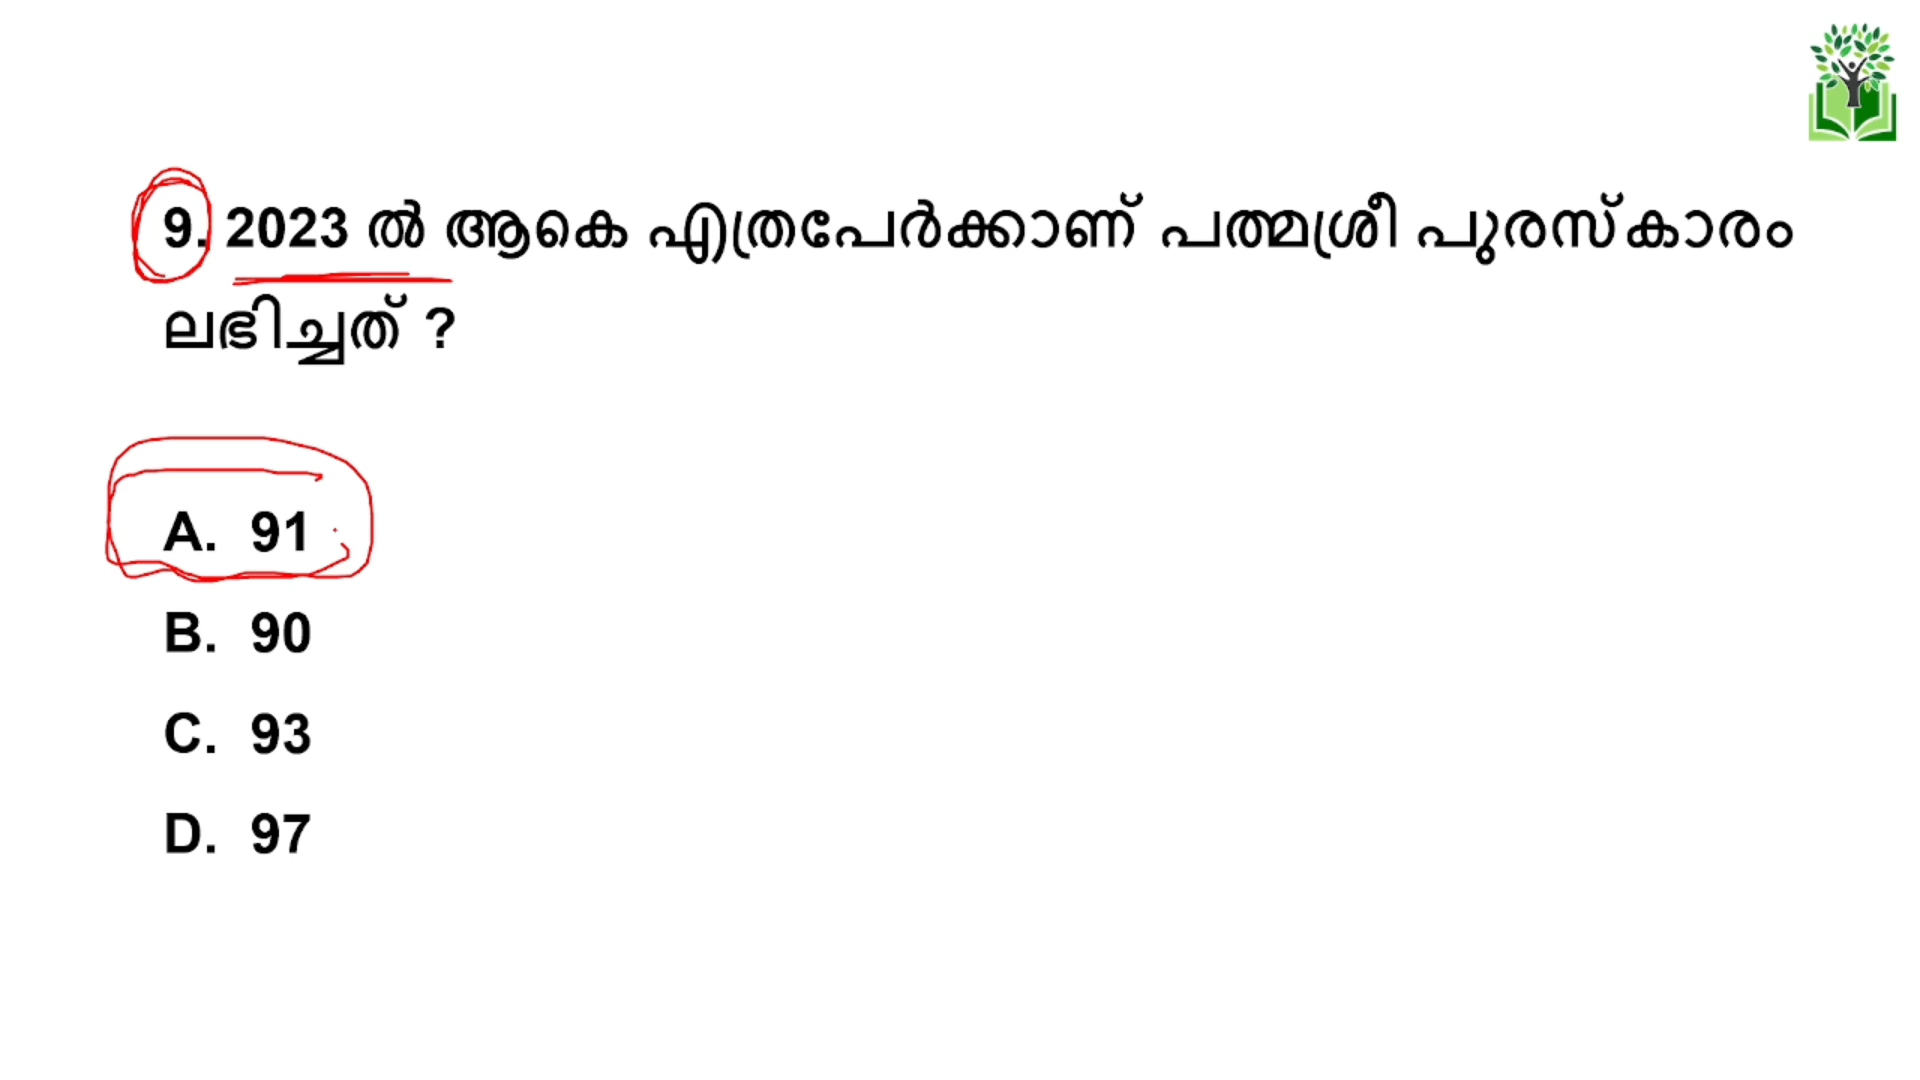 9. 2023 ൽ ആകെ എത്രപേർക്കാണ് പത്മശ്രീ പുരസ്കാരം
ലഭിച്ചത് ?
A. 91
B. 90
C. 93
D. 97